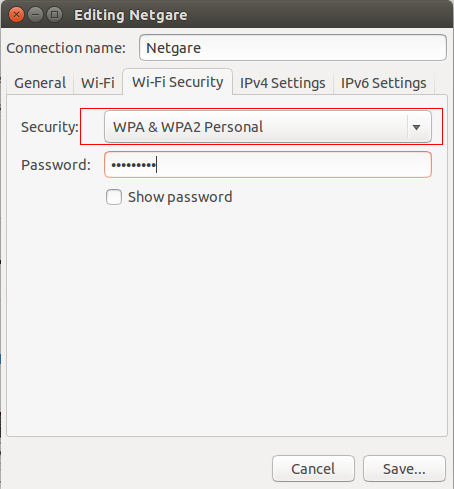 Editing Netgare
Connection name: Netgare
General Wi-Fi Wi-Fi Security IPv4 Settings IPv6 Settings
Security: WPA & WPA2 Personal
Password: •••••••••
Show password
Cancel Save...